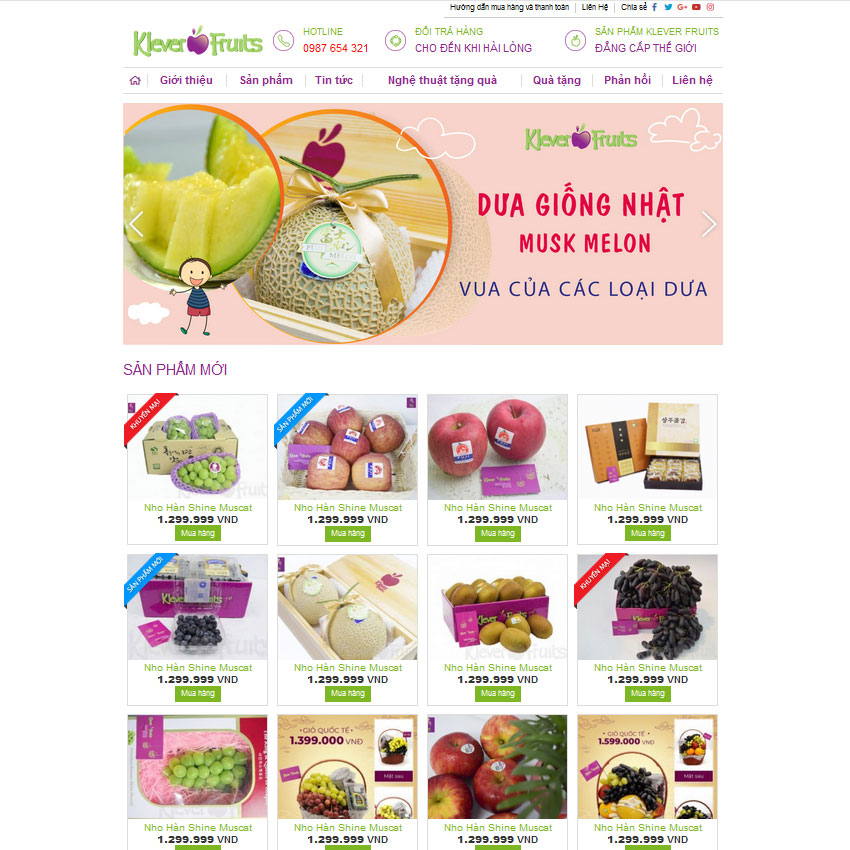 Hướng dẫn mua hàng và thanh toán | Liên Hệ | Chia sẻ
Klever Fruits
HOTLINE
0987 654 321
ĐỔI TRẢ HÀNG
CHO ĐẾN KHI HÀI LÒNG
SẢN PHẨM KLEVER FRUITS
ĐẲNG CẤP THẾ GIỚI
Giới thiệu
Sản phẩm
Tin tức
Nghệ thuật tặng quà
Quà tặng
Phản hồi
Liên hệ
Klever Fruits
DƯA GIỐNG NHẬT
MUSK MELON
VUA CỦA CÁC LOẠI DƯA
SẢN PHẨM MỚI
KHUYẾN MẠI
SẢN PHẨM MỚI
Nho Hàn Shine Muscat
1.299.999 VND
Mua hàng
Nho Hàn Shine Muscat
1.299.999 VND
Mua hàng
Nho Hàn Shine Muscat
1.299.999 VND
Mua hàng
Nho Hàn Shine Muscat
1.299.999 VND
Mua hàng
SẢN PHẨM MỚI
Klever Fruits
KHUYẾN MẠI
Nho Hàn Shine Muscat
1.299.999 VND
Mua hàng
Nho Hàn Shine Muscat
1.299.999 VND
Mua hàng
Nho Hàn Shine Muscat
1.299.999 VND
Mua hàng
Nho Hàn Shine Muscat
1.299.999 VND
Mua hàng
GIỎ QUỐC TẾ
1.399.000 VNĐ
Mặt sau
GIỎ QUỐC TẾ
1.599.000 VNĐ
Mặt sau
Nho Hàn Shine Muscat
1.299.999 VND
Nho Hàn Shine Muscat
1.299.999 VND
Nho Hàn Shine Muscat
1.299.999 VND
Nho Hàn Shine Muscat
1.299.999 VND